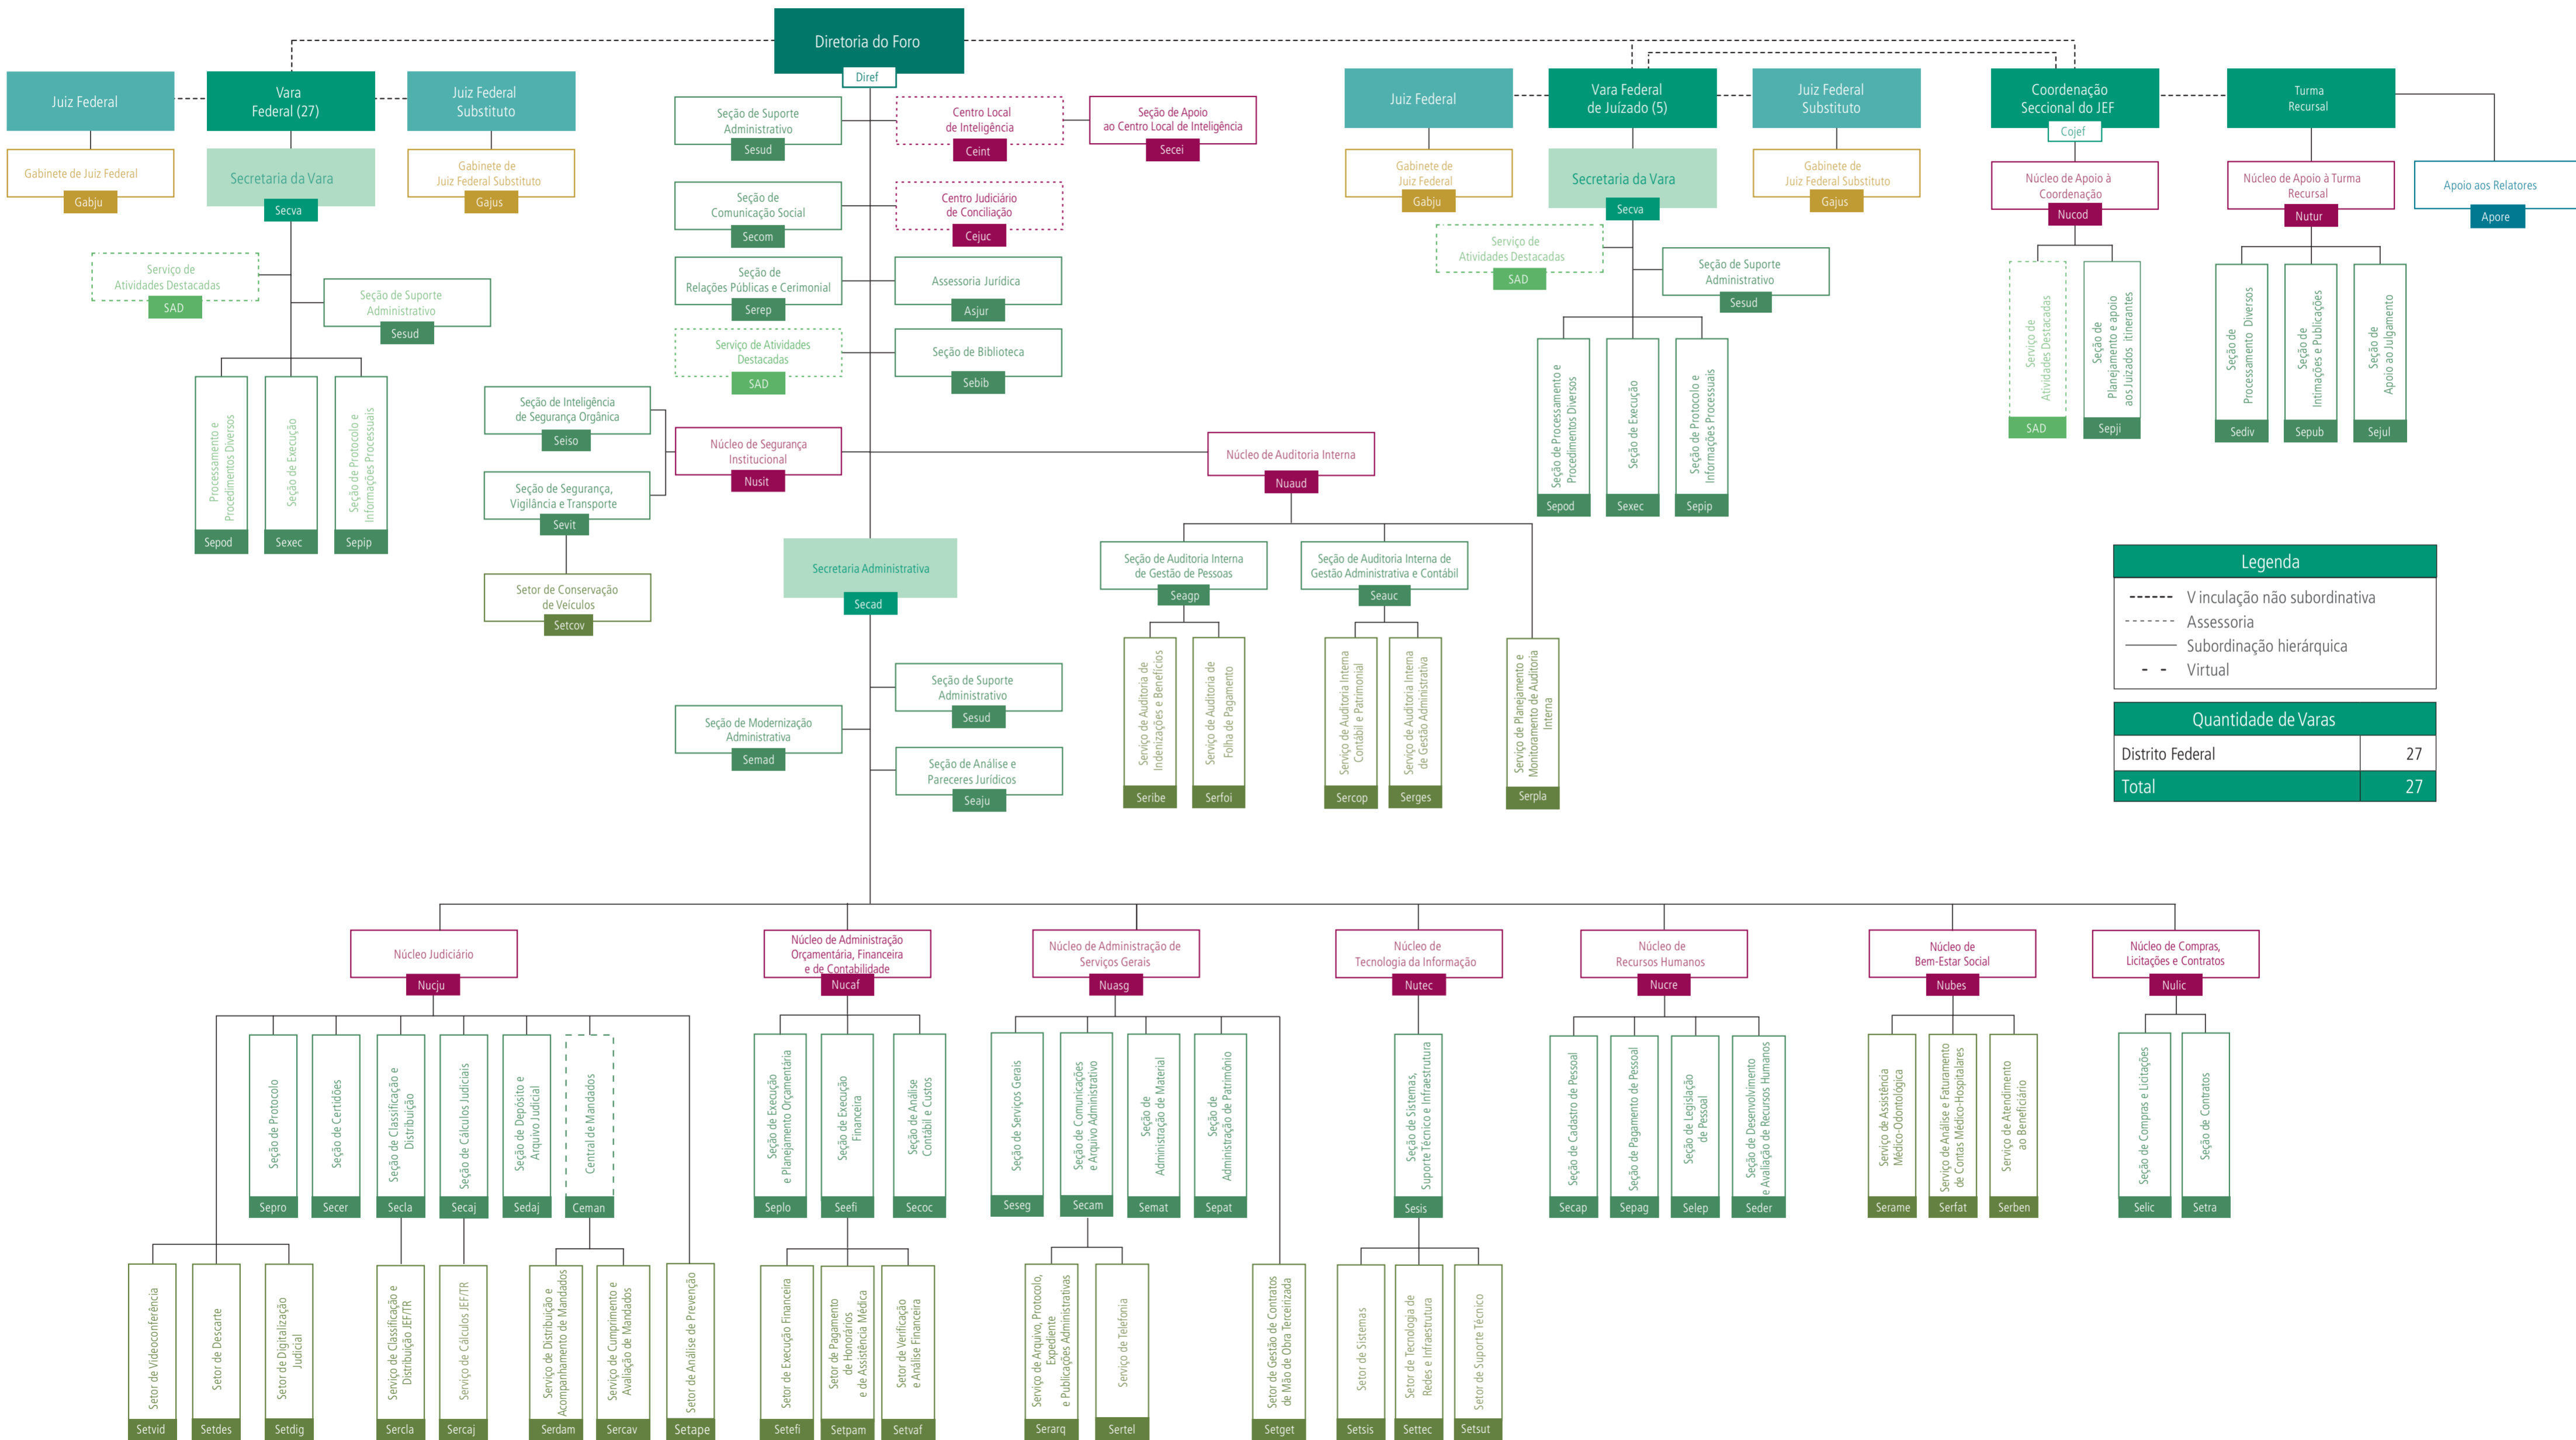 Diretoria do Foro
Diref
Juiz Federal
Gabinete de Juiz Federal
Gabju
Vara
Federal (27)
Secretaria da Vara
Secva
Juiz Federal
Substituto
Gabinete de
Juiz Federal Substituto
Gajus
Serviço de
Atividades Destacadas
SAD
Seção de Suporte
Administrativo
Sesud
Processamento e
Procedimentos Diversos
Sepod
Seção de Execução
Sexec
Seção de Protocolo e
Informações Processuais
Sepip
Seção de Suporte
Administrativo
Sesud
Centro Local
de Inteligência
Ceint
Seção de Apoio
ao Centro Local de Inteligência
Secei
Seção de
Comunicação Social
Secom
Centro Judiciário
de Conciliação
Cejuc
Seção de
Relações Públicas e Cerimonial
Serep
Assessoria Jurídica
Asjur
Serviço de Atividades
Destacadas
SAD
Seção de Biblioteca
Sebib
Seção de Inteligência
de Segurança Orgânica
Seiso
Núcleo de Segurança
Institucional
Nusit
Seção de Segurança,
Vigilância e Transporte
Sevit
Setor de Conservação
de Veículos
Setcov
Núcleo de Auditoria Interna
Nuaud
Seção de Auditoria Interna
de Gestão de Pessoas
Seagp
Seção de Auditoria Interna de
Gestão Administrativa e Contábil
Seauc
Serviço de Auditoria de
Indenizações e Benefícios
Seribe
Serviço de Auditoria de
Folha de Pagamento
Serfoi
Serviço de Auditoria Interna
Contábil e Patrimonial
Sercop
Serviço de Auditoria Interna
de Gestão Administrativa
Serges
Serviço de Planejamento e
Monitoramento de Auditoria
Interna
Serpla
Juiz Federal
Gabinete de
Juiz Federal
Gabju
Vara Federal
de Juízado (5)
Secretaria da Vara
Secva
Juiz Federal
Substituto
Gabinete de
Juiz Federal Substituto
Gajus
Serviço de
Atividades Destacadas
SAD
Seção de Suporte
Administrativo
Sesud
Seção de Processamento e
Procedimentos Diversos
Sepod
Seção de Execução
Sexec
Seção de Protocolo e
Informações Processuais
Sepip
Coordenação
Seccional do JEF
Cojef
Núcleo de Apoio à
Coordenação
Nucod
Serviço de
Atividades Destacadas
SAD
Seção de
Planejamento e apoio
aos Juizados itinerantes
Sepji
Turma
Recursal
Núcleo de Apoio à Turma
Recursal
Nutur
Apoio aos Relatores
Apore
Seção de
Processamento Diversos
Sediv
Seção de
Intimações e Publicações
Sepub
Seção de
Apoio ao Julgamento
Sejul
Legenda
V inculação não subordinativa
Assessoria
Subordinação hierárquica
Virtual
Quantidade de Varas
Distrito Federal 27
Total 27
Secretaria Administrativa
Secad
Seção de Suporte
Administrativo
Sesud
Seção de Modernização
Administrativa
Semad
Seção de Análise e
Pareceres Jurídicos
Seaju
Núcleo Judiciário
Nucju
Seção de Protocolo
Sepro
Seção de Certidões
Secer
Seção de Classificação e
Distribuição
Secla
Seção de Cálculos Judiciais
Secaj
Seção de Depósito e
Arquivo Judicial
Sedaj
Central de Mandados
Ceman
Setor de Videoconferência
Setvid
Setor de Descarte
Setdes
Setor de Digitalização
Judicial
Setdig
Serviço de Classificação e
Distribuição JEF/TR
Sercla
Serviço de Cálculos JEF/TR
Sercaj
Serviço de Distribuição e
Acompanhamento de Mandados
Serdam
Serviço de Cumprimento e
Avaliação de Mandados
Sercav
Setor de Análise de Prevenção
Setape
Núcleo de Administração
Orçamentária, Financeira
e de Contabilidade
Nucaf
Seção de Execução
e Planejamento Orçamentária
Seplo
Seção de Execução
Financeira
Seefi
Seção de Análise
Contábil e Custos
Secoc
Setor de Execução Financeira
Setefi
Setor de Pagamento
de Honorários
e de Assistência Médica
Setpam
Setor de Verificação
e Análise Financeira
Setvaf
Núcleo de Administração de
Serviços Gerais
Nuasg
Seção de Serviços Gerais
Seseg
Seção de Comunicações
e Arquivo Administrativo
Secam
Seção de
Administração de Material
Semat
Seção de
Administração de Patrimônio
Sepat
Serviço de Arquivo, Protocolo,
Expediente
e Publicações Administrativas
Serarq
Serviço de Telefonia
Sertel
Setor de Gestão de Contratos
de Mão de Obra Terceirizada
Setget
Núcleo de
Tecnologia da Informação
Nutec
Seção de Sistemas,
Suporte Técnico e Infraestrutura
Sesis
Setor de Sistemas
Setsis
Setor de Tecnologia de
Redes e Infraestrutura
Settec
Setor de Suporte Técnico
Setsut
Núcleo de
Recursos Humanos
Nucre
Seção de Cadastro de Pessoal
Secap
Seção de Pagamento de Pessoal
Sepag
Seção de Legislação
de Pessoal
Selep
Seção de Desenvolvimento
e Avaliação de Recursos Humanos
Seder
Núcleo de
Bem-Estar Social
Nubes
Serviço de Assistência
Médico-Odontológica
Serame
Serviço de Análise e Faturamento
de Contas Médico-Hospitalares
Serfat
Serviço de Atendimento
ao Beneficiário
Serben
Núcleo de Compras,
Licitações e Contratos
Nulic
Seção de Compras e Licitações
Selic
Seção de Contratos
Setra